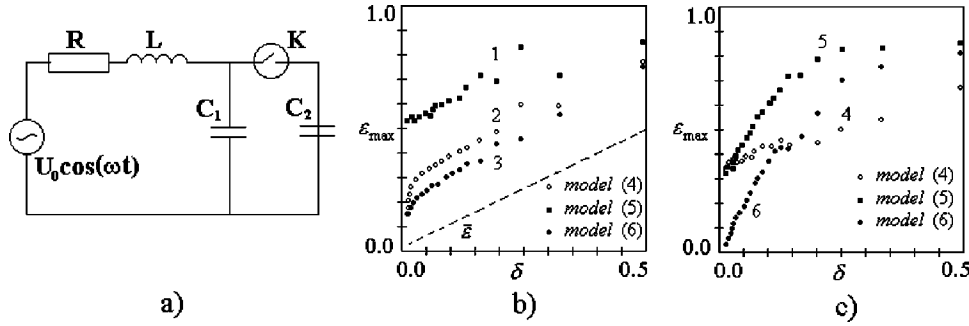 R
L
K
C₁
C₂
U₀cos(ωt)
a)
1.0
ε_max
0.0
1
2
3
ε̄
○ model (4)
■ model (5)
● model (6)
0.0
δ
0.5
b)
1.0
ε_max
0.0
5
4
6
○ model (4)
■ model (5)
● model (6)
0.0
δ
0.5
c)